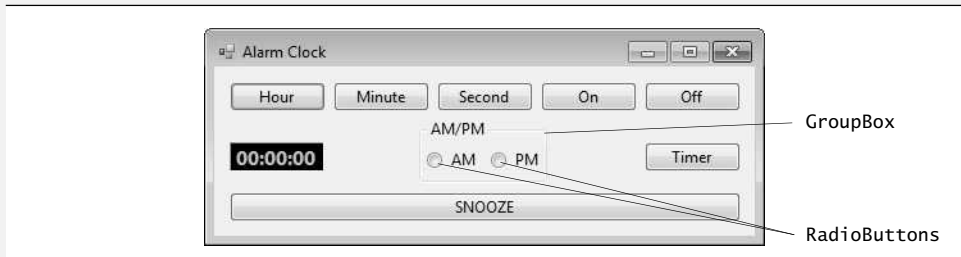 Alarm Clock
Hour Minute Second On Off
AM/PM GroupBox
00:00:00 AM PM Timer
SNOOZE
RadioButtons